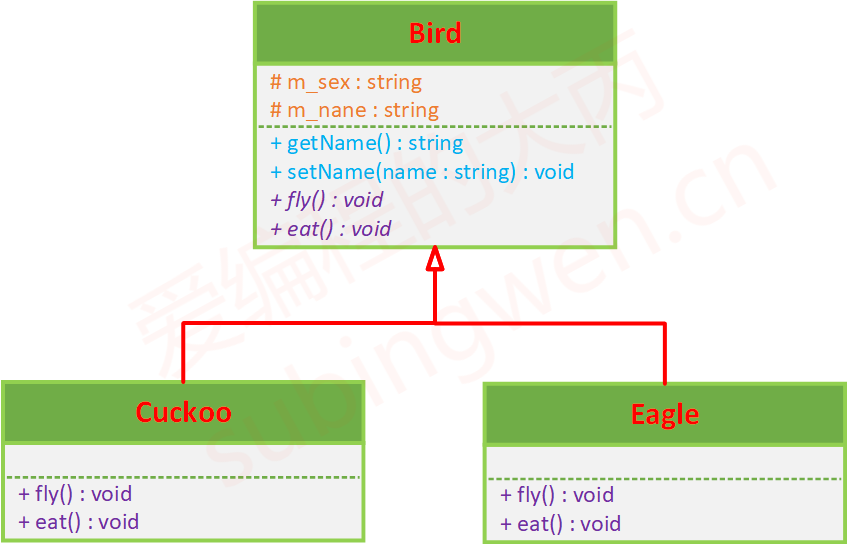 Bird
# m_sex : string
# m_nane : string
+ getName() : string
+ setName(name : string) : void
+ fly() : void
+ eat() : void
爱编程的大丙
subingwen.cn
Cuckoo
+ fly() : void
+ eat() : void
Eagle
+ fly() : void
+ eat() : void